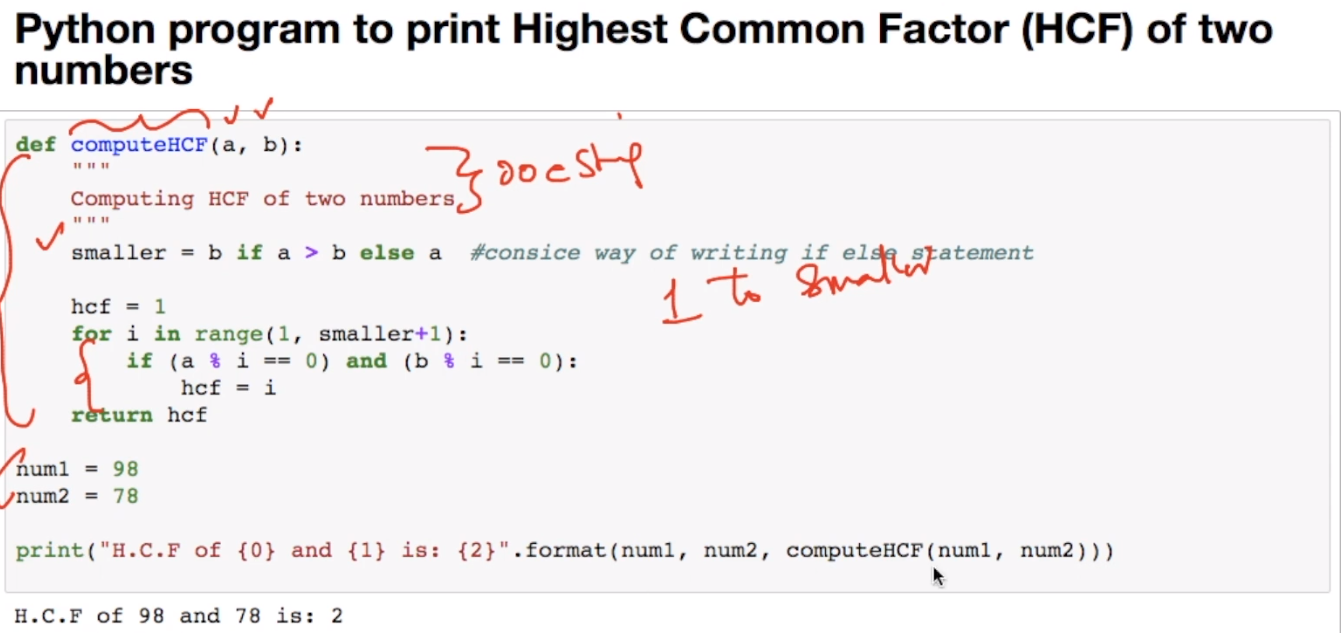 Python program to print Highest Common Factor (HCF) of two
numbers
def computeHCF(a, b):
"""
Computing HCF of two numbers
"""
smaller = b if a > b else a  #consice way of writing if else statement
1 to smaller
hcf = 1
for i in range(1, smaller+1):
if (a % i == 0) and (b % i == 0):
hcf = i
return hcf
num1 = 98
num2 = 78
print("H.C.F of {0} and {1} is: {2}".format(num1, num2, computeHCF(num1, num2)))
H.C.F of 98 and 78 is: 2